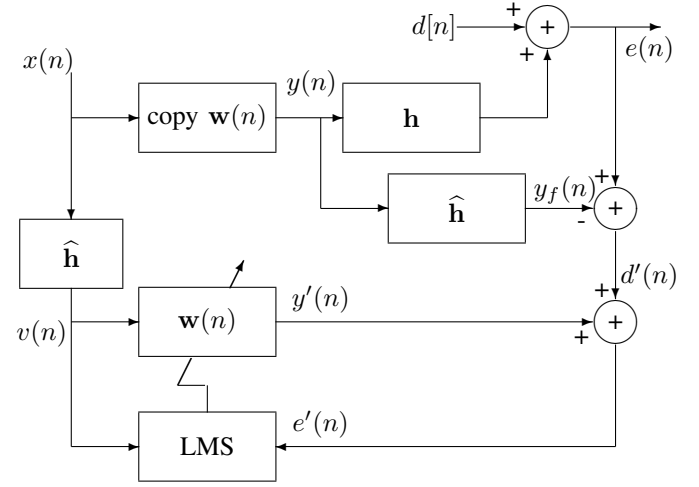 +
d[n]
+
e(n)
+
x(n)
y(n)
copy w(n)
h
ĥ
y_f(n)
+
+
-
ĥ
d′(n)
w(n)
y′(n)
+
+
+
v(n)
LMS
e′(n)